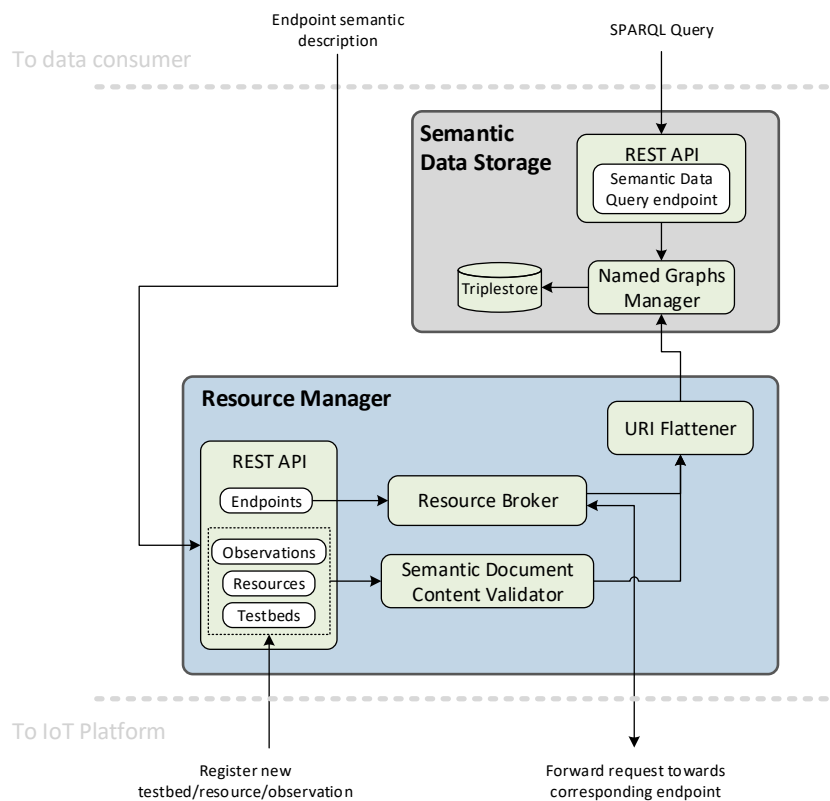 Endpoint semantic
description
SPARQL Query
To data consumer
Semantic
Data Storage
REST API
Semantic Data
Query endpoint
Triplestore
Named Graphs
Manager
Resource Manager
URI Flattener
REST API
Endpoints
Resource Broker
Observations
Resources
Testbeds
Semantic Document
Content Validator
To IoT Platform
Register new
testbed/resource/observation
Forward request towards
corresponding endpoint